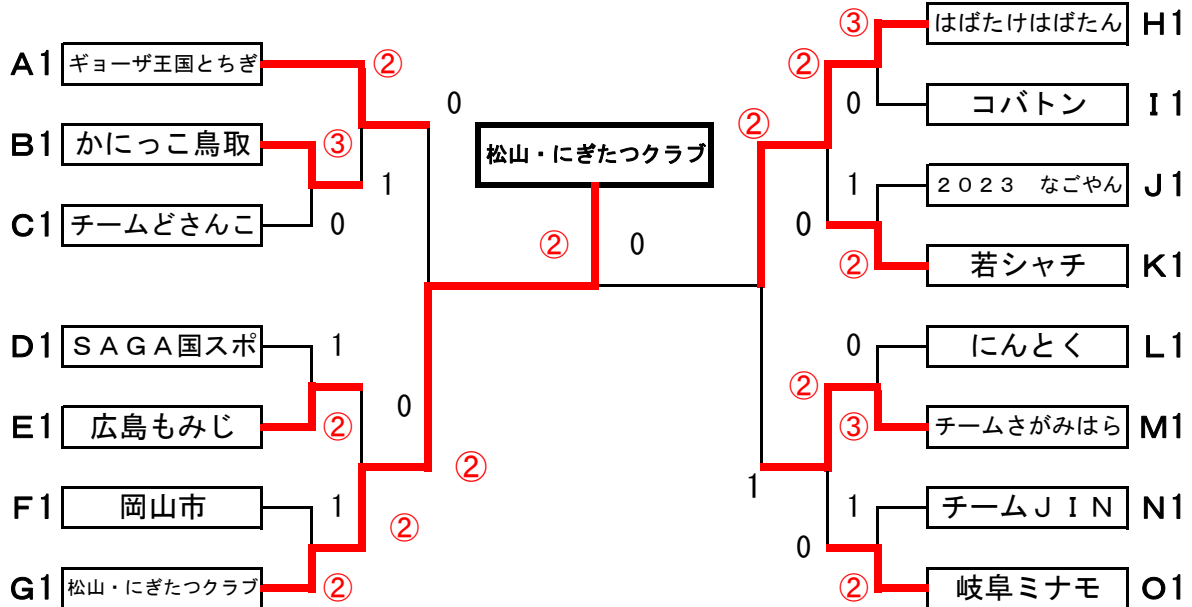 A1 ギョーザ王国とちぎ ②
B1 かにっこ鳥取 ③
1
C1 チームどさんこ 0
0
D1 SAGA国スポ 1
E1 広島もみじ ②
0
F1 岡山市 1
②
G1 松山・にぎたつクラブ ②
②
松山・にぎたつクラブ
② 0
③ はばたけはばたん H1
②
0 コバトン I1
②
1 2023 なごやん J1
0
② 若シャチ K1
0 にんとく L1
②
③ チームさがみはら M1
1
1 チームJIN N1
0
② 岐阜ミナモ O1